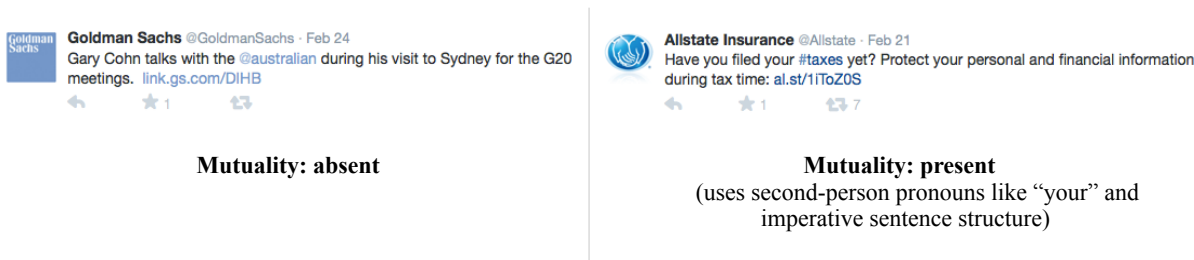 Goldman
Sachs
Goldman Sachs @GoldmanSachs · Feb 24
Gary Cohn talks with the @australian during his visit to Sydney for the G20
meetings. link.gs.com/DIHB
1
Mutuality: absent
Allstate Insurance @Allstate · Feb 21
Have you filed your #taxes yet? Protect your personal and financial information
during tax time: al.st/1iToZ0S
1 7
Mutuality: present
(uses second-person pronouns like “your” and
imperative sentence structure)